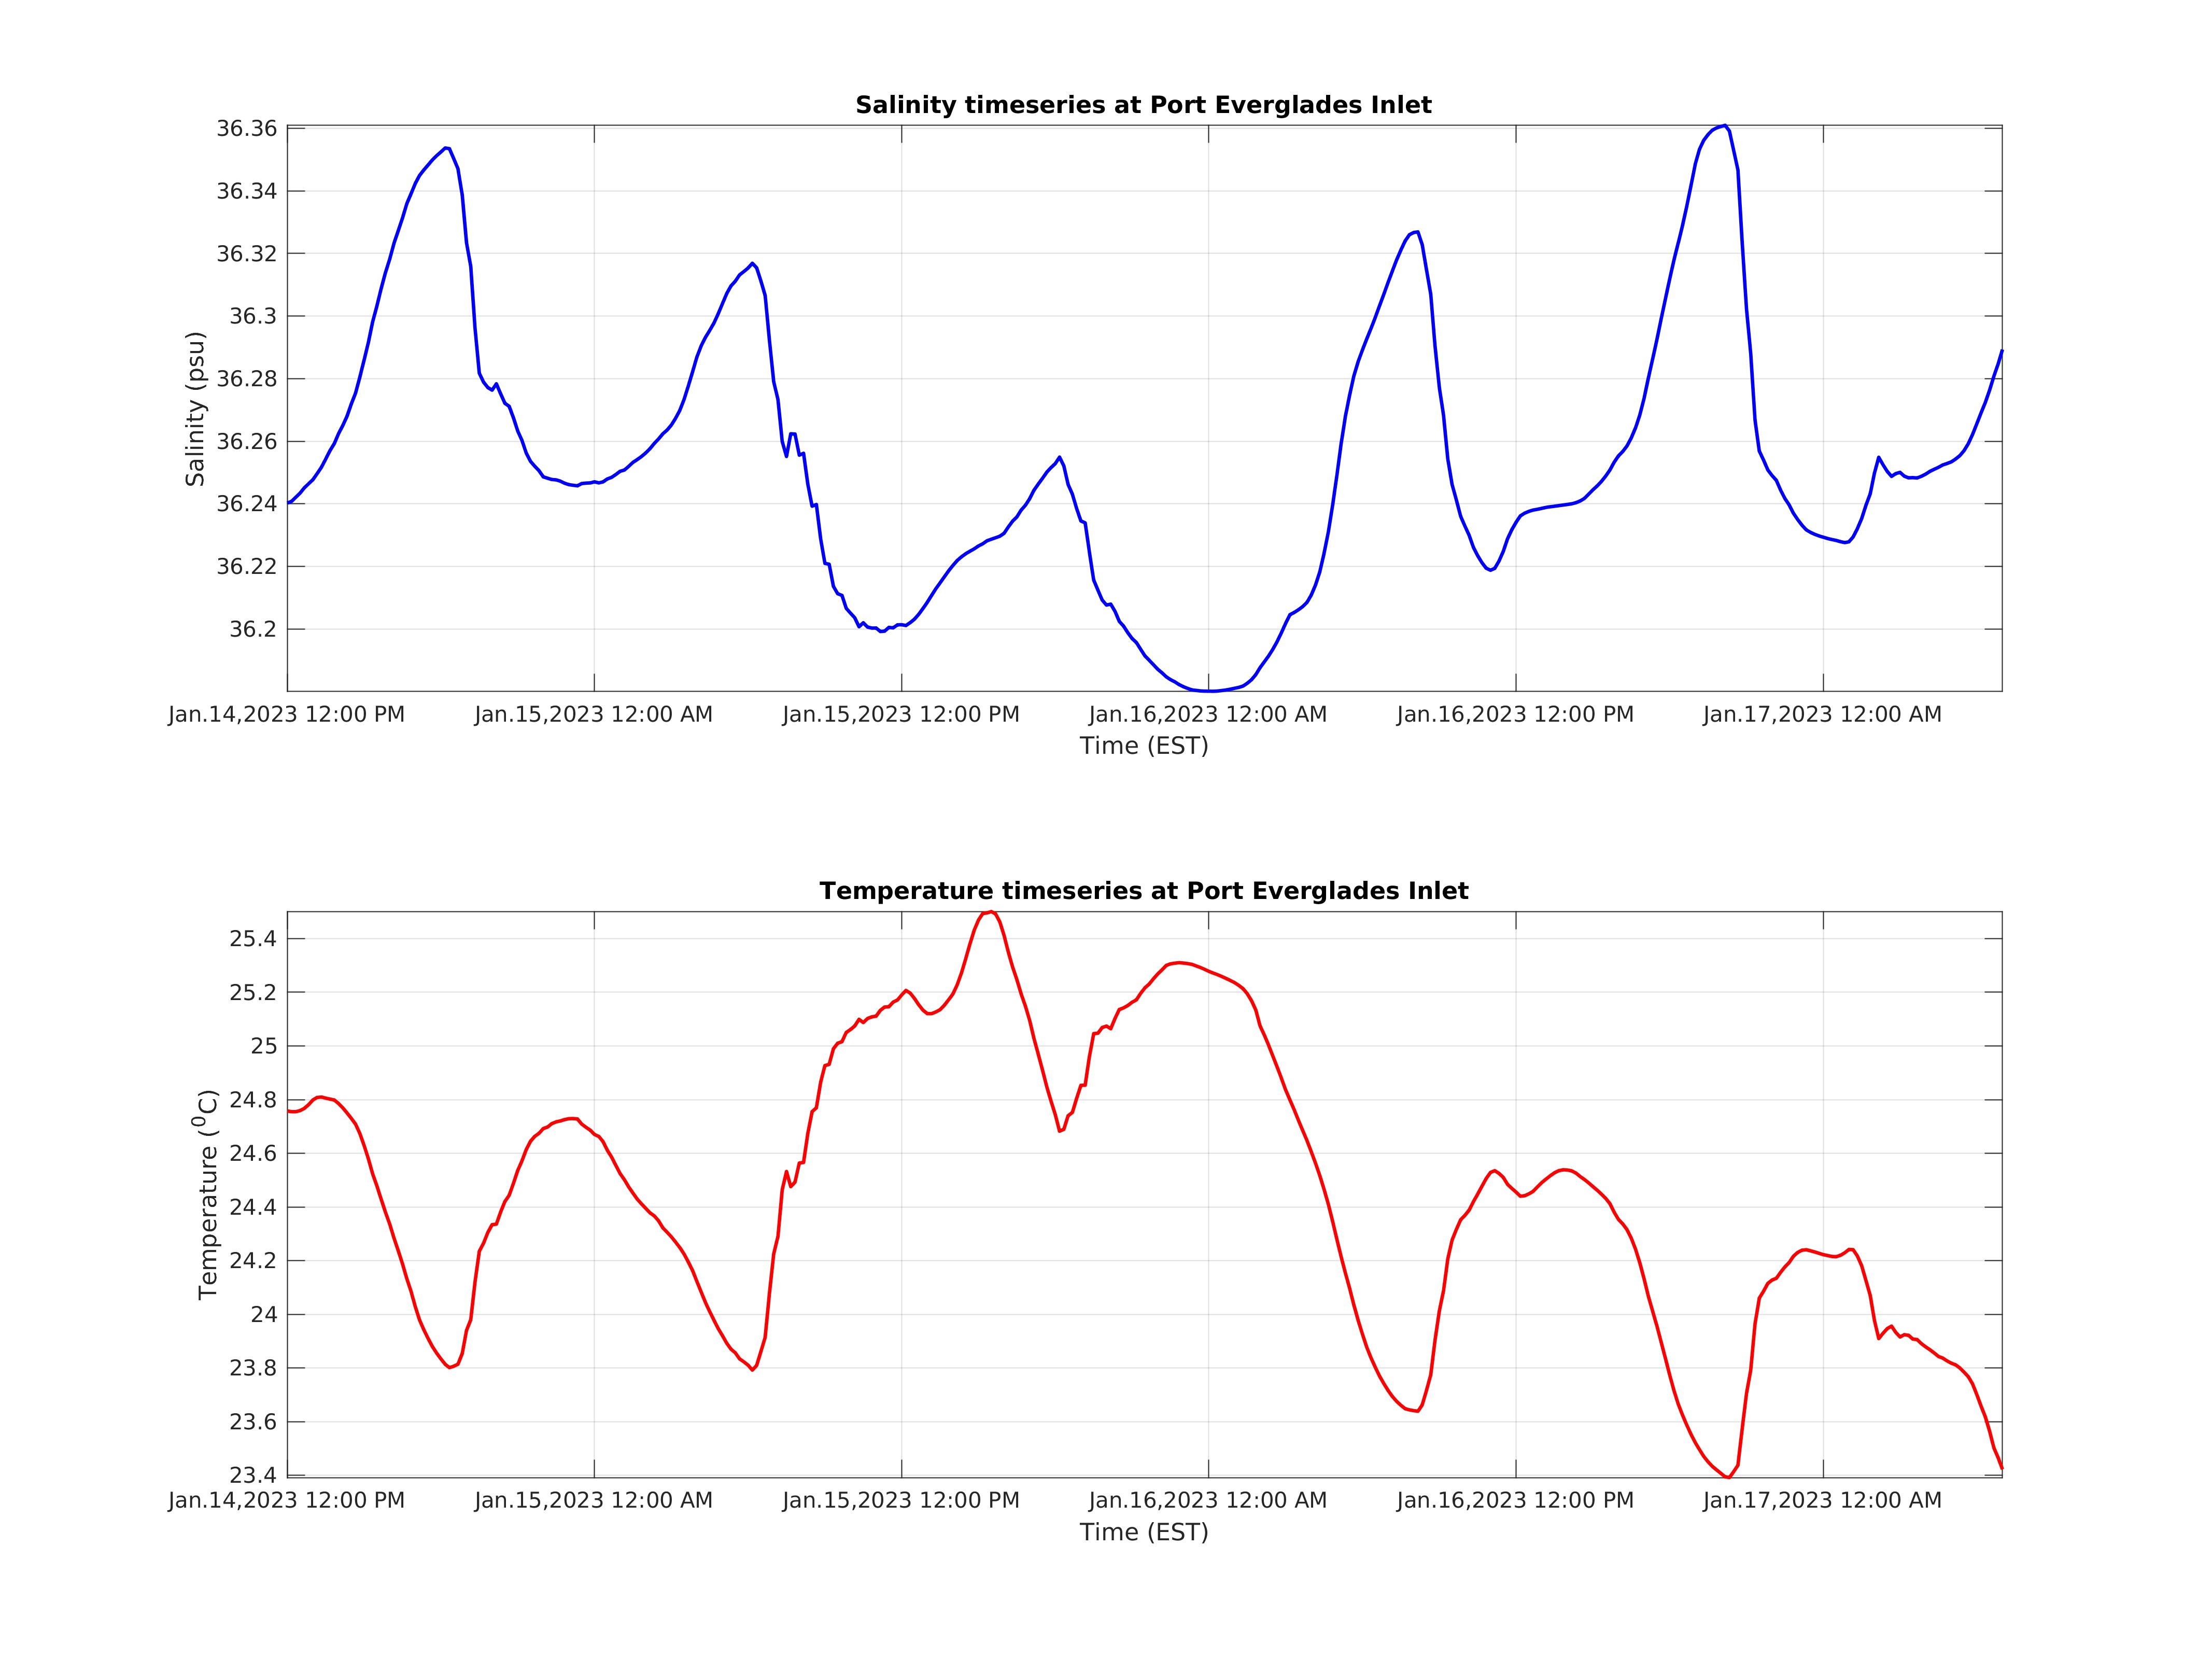 Salinity timeseries at Port Everglades Inlet
36.36
36.34
36.32
36.3
36.28
36.26
36.24
36.22
36.2
Salinity (psu)
Jan.14,2023 12:00 PM Jan.15,2023 12:00 AM Jan.15,2023 12:00 PM Jan.16,2023 12:00 AM Jan.16,2023 12:00 PM Jan.17,2023 12:00 AM
Time (EST)
Temperature timeseries at Port Everglades Inlet
25.4
25.2
25
24.8
24.6
24.4
24.2
24
23.8
23.6
23.4
Temperature (⁰C)
Jan.14,2023 12:00 PM Jan.15,2023 12:00 AM Jan.15,2023 12:00 PM Jan.16,2023 12:00 AM Jan.16,2023 12:00 PM Jan.17,2023 12:00 AM
Time (EST)